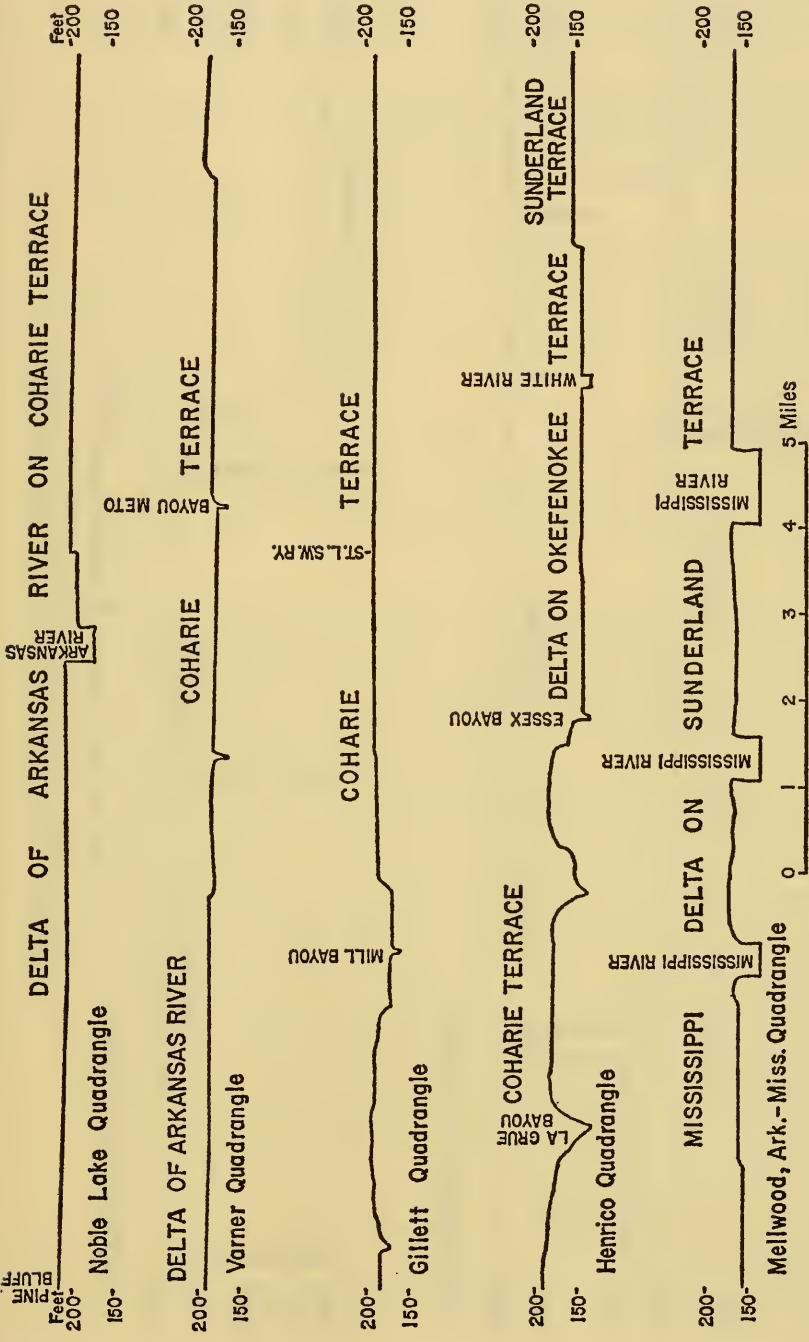 PINE BLUFF
Feet
Feet
200-
-200
150-
-150
DELTA OF ARKANSAS RIVER ON COHARIE TERRACE
ARKANSAS
RIVER
Noble Lake Quadrangle
200-
-200
150-
-150
DELTA OF ARKANSAS RIVER
COHARIE TERRACE
BAYOU METO
Varner Quadrangle
200-
-200
150-
-150
COHARIE TERRACE
MILL BAYOU
ST.L.SW.RY.
Gillett Quadrangle
200-
-200
150-
-150
LA GRUE
BAYOU
COHARIE TERRACE
ESSEX BAYOU
DELTA ON OKEFENOKEE TERRACE
WHITE RIVER
SUNDERLAND
TERRACE
Henrico Quadrangle
200-
-200
150-
-150
MISSISSIPPI DELTA ON SUNDERLAND TERRACE
MISSISSIPPI RIVER
MISSISSIPPI RIVER
MISSISSIPPI
RIVER
Mellwood, Ark.-Miss. Quadrangle
0 1 2 3 4 5 Miles